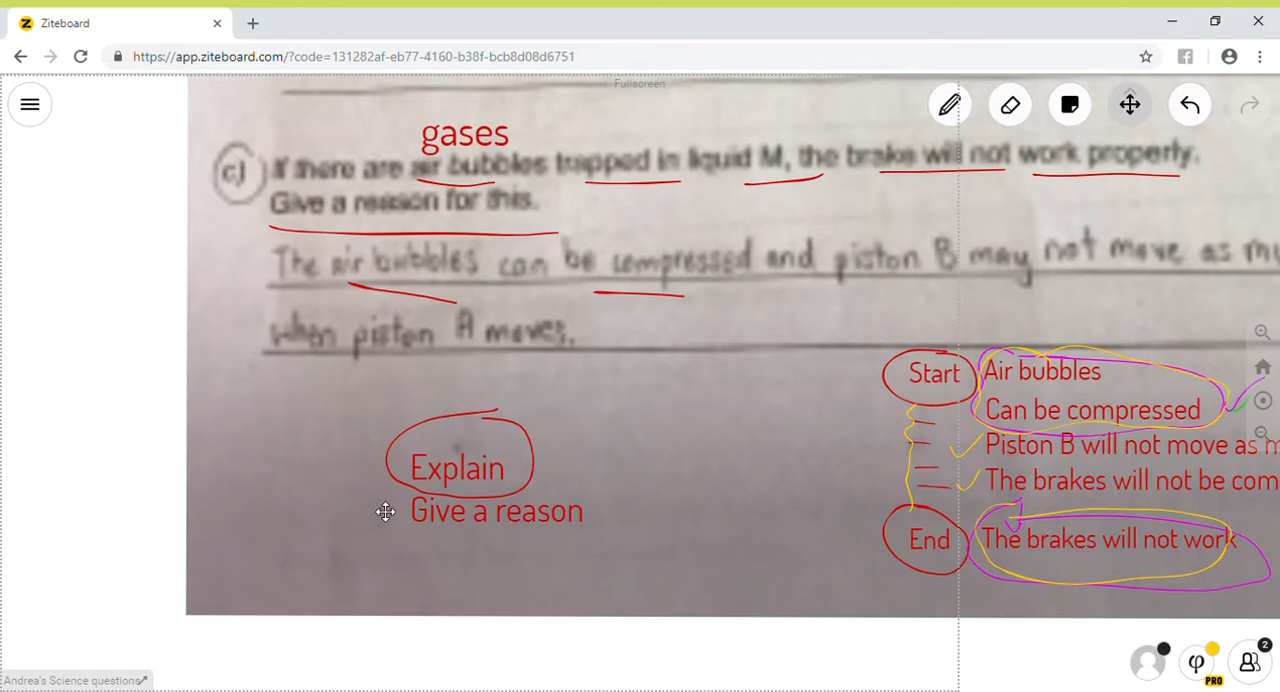 Ziteboard
https://app.ziteboard.com/?code=131282af-eb77-4160-b38f-bcb8d08d6751
Fullscreen
gases
c) If there are air bubbles trapped in liquid M, the brake will not work properly.
Give a reason for this.
The air bubbles can be compressed and piston B may not move as mu
when piston A moves.
Start
Air bubbles
Can be compressed
Piston B will not move as m
The brakes will not be com
End
The brakes will not work
Explain
Give a reason
2
PRO
Andrea's Science questions